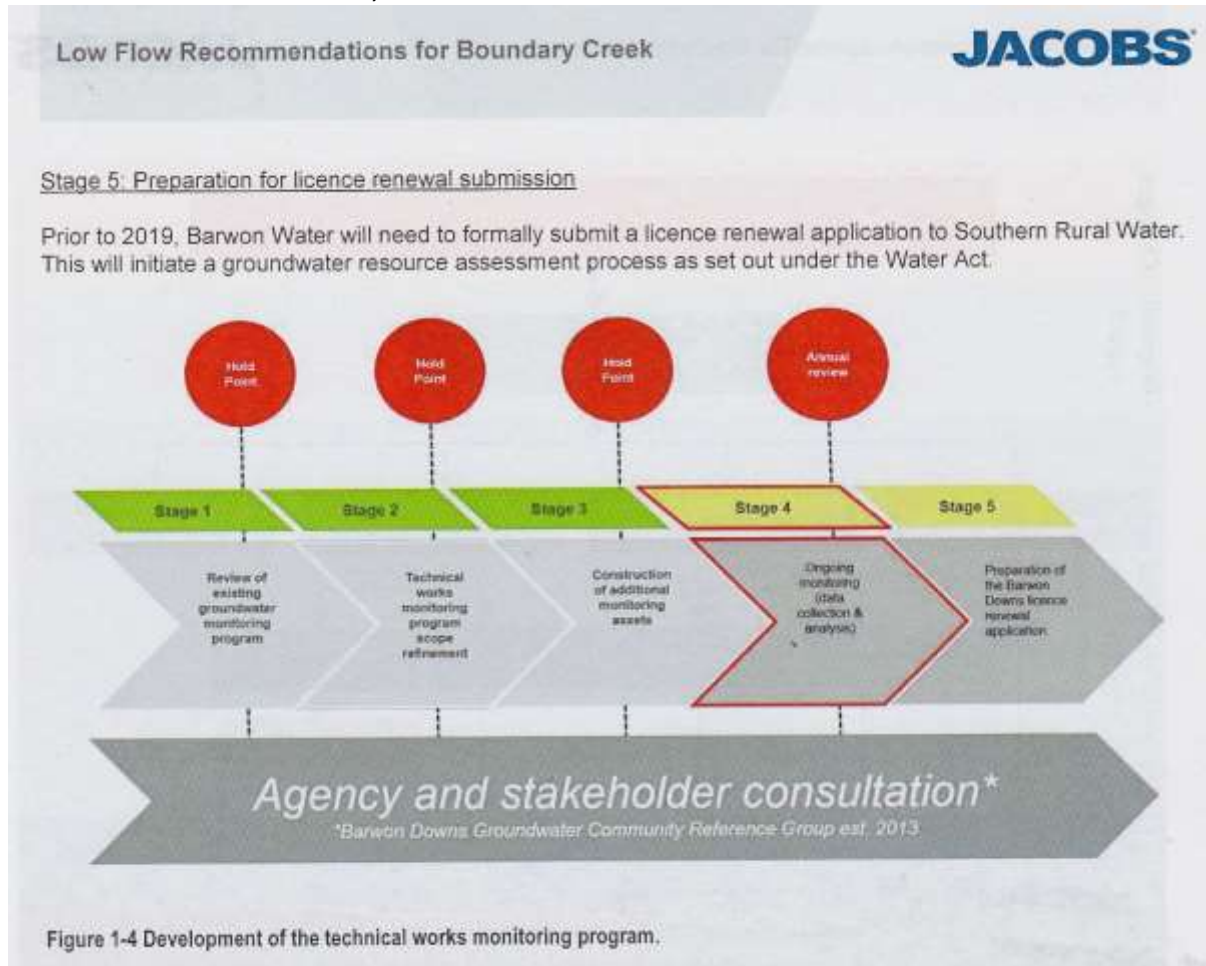 Low Flow Recommendations for Boundary Creek
JACOBS
Stage 5: Preparation for licence renewal submission
Prior to 2019, Barwon Water will need to formally submit a licence renewal application to Southern Rural Water.
This will initiate a groundwater resource assessment process as set out under the Water Act.
Hold
Point
Hold
Point
Hold
Point
Annual
review
Stage 1
Stage 2
Stage 3
Stage 4
Stage 5
Review of
existing
groundwater
monitoring
program
Technical
works
monitoring
program
scope
refinement
Construction
of additional
monitoring
assets
Ongoing
monitoring
(data
collection &
analysis)
Preparation of
the Barwon
Downs licence
renewal
application
Agency and stakeholder consultation*
*Barwon Downs Groundwater Community Reference Group est. 2013
Figure 1-4 Development of the technical works monitoring program.